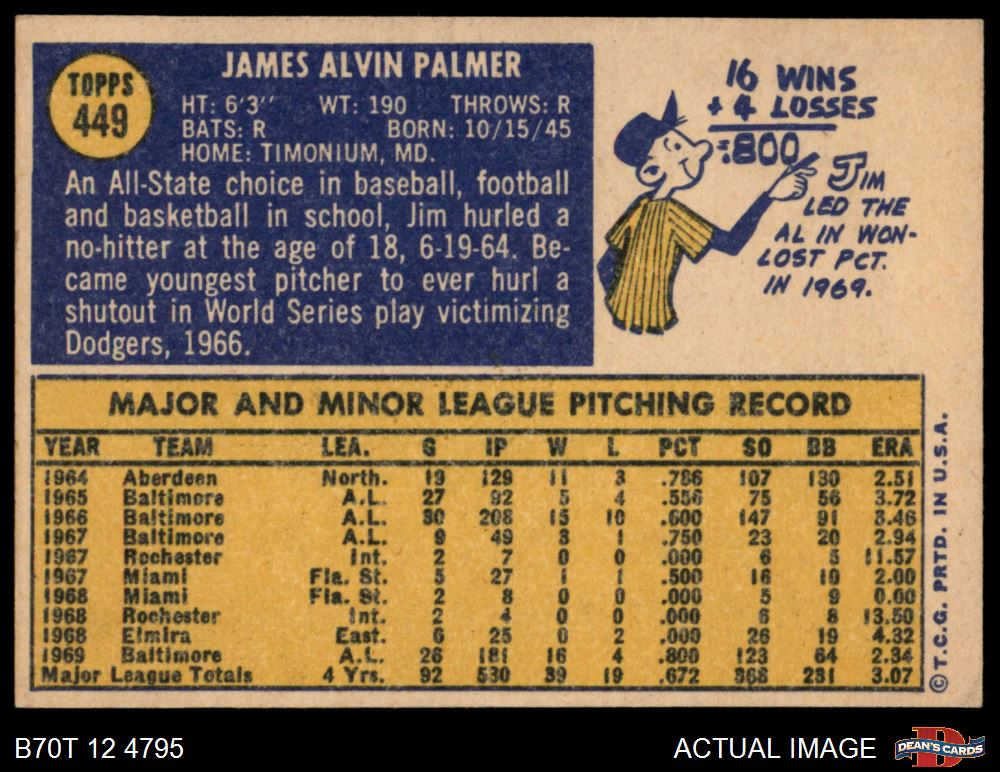 TOPPS
449
JAMES ALVIN PALMER
HT: 6'3" WT: 190 THROWS: R
BATS: R BORN: 10/15/45
HOME: TIMONIUM, MD.
An All-State choice in baseball, football
and basketball in school, Jim hurled a
no-hitter at the age of 18, 6-19-64. Be-
came youngest pitcher to ever hurl a
shutout in World Series play victimizing
Dodgers, 1966.
16 WINS
+ 4 LOSSES
=.800
JIM
LED THE
AL IN WON-
LOST PCT.
IN 1969.
MAJOR AND MINOR LEAGUE PITCHING RECORD
YEAR TEAM LEA. G IP W L PCT SO BB ERA
1964 Aberdeen North. 19 129 11 3 .786 107 130 2.51
1965 Baltimore A.L. 27 92 5 4 .556 75 56 3.72
1966 Baltimore A.L. 30 208 15 10 .600 147 91 3.46
1967 Baltimore A.L. 9 49 3 1 .750 23 20 2.94
1967 Rochester Int. 2 7 0 0 .000 6 5 11.57
1967 Miami Fla. St. 5 27 1 1 .500 16 10 2.00
1968 Miami Fla. St. 2 8 0 0 .000 5 9 0.00
1968 Rochester Int. 2 4 0 0 .000 6 8 13.50
1968 Elmira East. 6 25 0 2 .000 26 19 4.32
1969 Baltimore A.L. 26 181 16 4 .800 123 64 2.34
Major League Totals 4 Yrs. 92 530 39 19 .672 368 231 3.07
© T.C.G. PRTD. IN U.S.A.
B70T 12 4795
ACTUAL IMAGE
D
DEAN'S CARDS